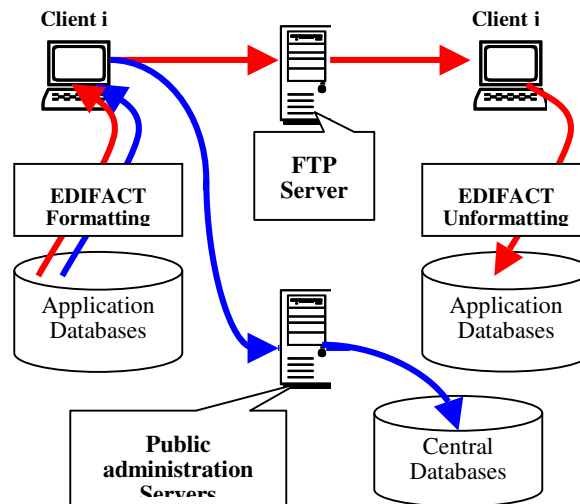 Client i
Client i
FTP
Server
EDIFACT
Formatting
EDIFACT
Unformatting
Application
Databases
Application
Databases
Public
administration
Servers
Central
Databases